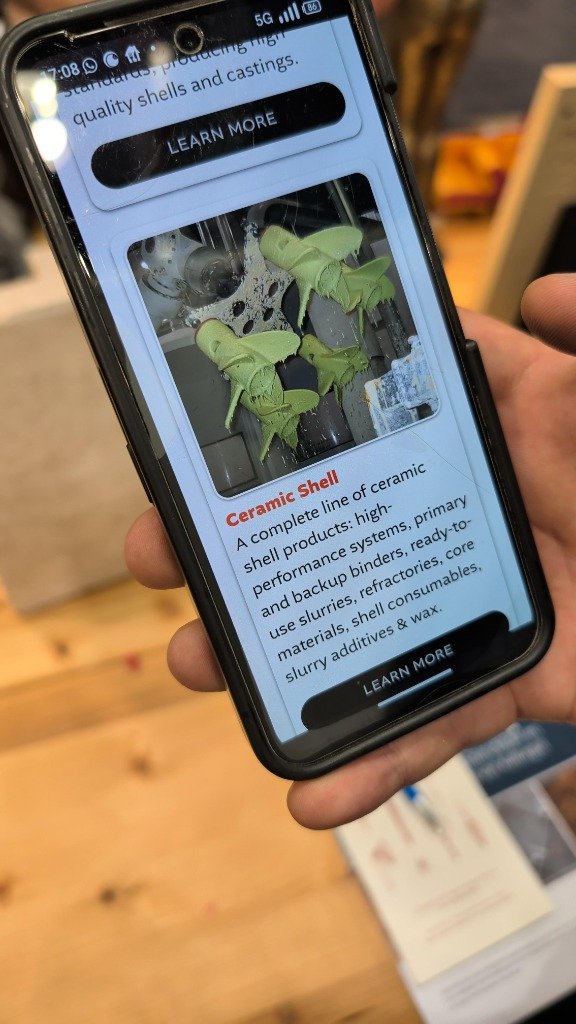 17:08
5G 86
standards, producing high
quality shells and castings.
LEARN MORE
Ceramic Shell
A complete line of ceramic
shell products: high-
performance systems, primary
and backup binders, ready-to-
use slurries, refractories, core
materials, shell consumables,
slurry additives & wax.
LEARN MORE